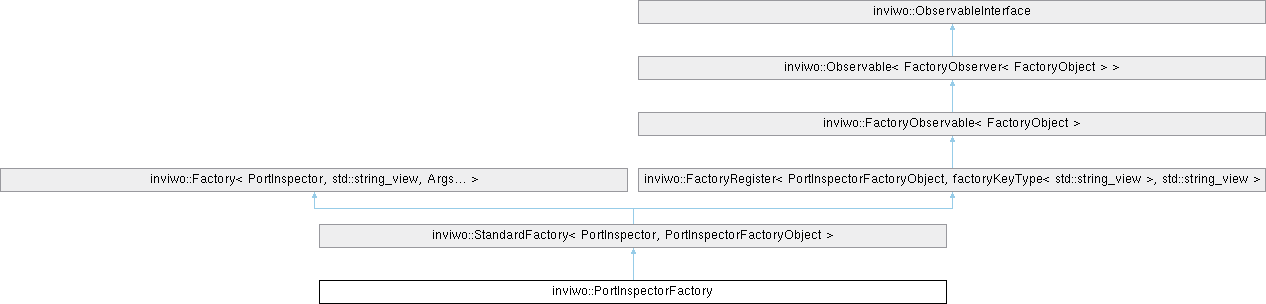 inviwo::ObservableInterface
inviwo::Observable< FactoryObserver< FactoryObject > >
inviwo::FactoryObservable< FactoryObject >
inviwo::Factory< PortInspector, std::string_view, Args... >
inviwo::FactoryRegister< PortInspectorFactoryObject, factoryKeyType< std::string_view >, std::string_view >
inviwo::StandardFactory< PortInspector, PortInspectorFactoryObject >
inviwo::PortInspectorFactory